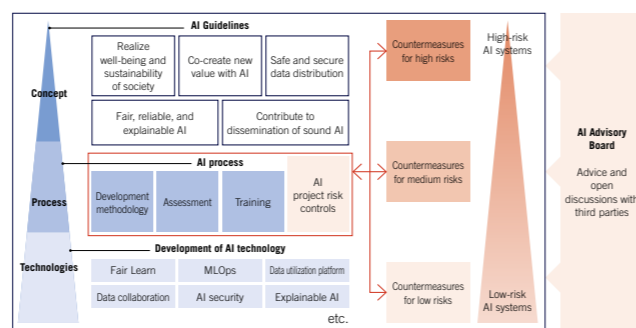 AI Guidelines
Realize
well-being and
sustainability
of society
Co-create new
value with AI
Safe and secure
data distribution
Fair, reliable, and
explainable AI
Contribute to
dissemination of sound AI
Concept
AI process
Development
methodology
Assessment
Training
AI
project risk
controls
Process
Development of AI technology
Technologies
Fair Learn
MLOps
Data utilization platform
Data collaboration
AI security
Explainable AI
etc.
Countermeasures
for high risks
Countermeasures
for medium risks
Countermeasures
for low risks
High-risk
AI systems
Low-risk
AI systems
AI Advisory
Board
Advice and
open
discussions with
third parties